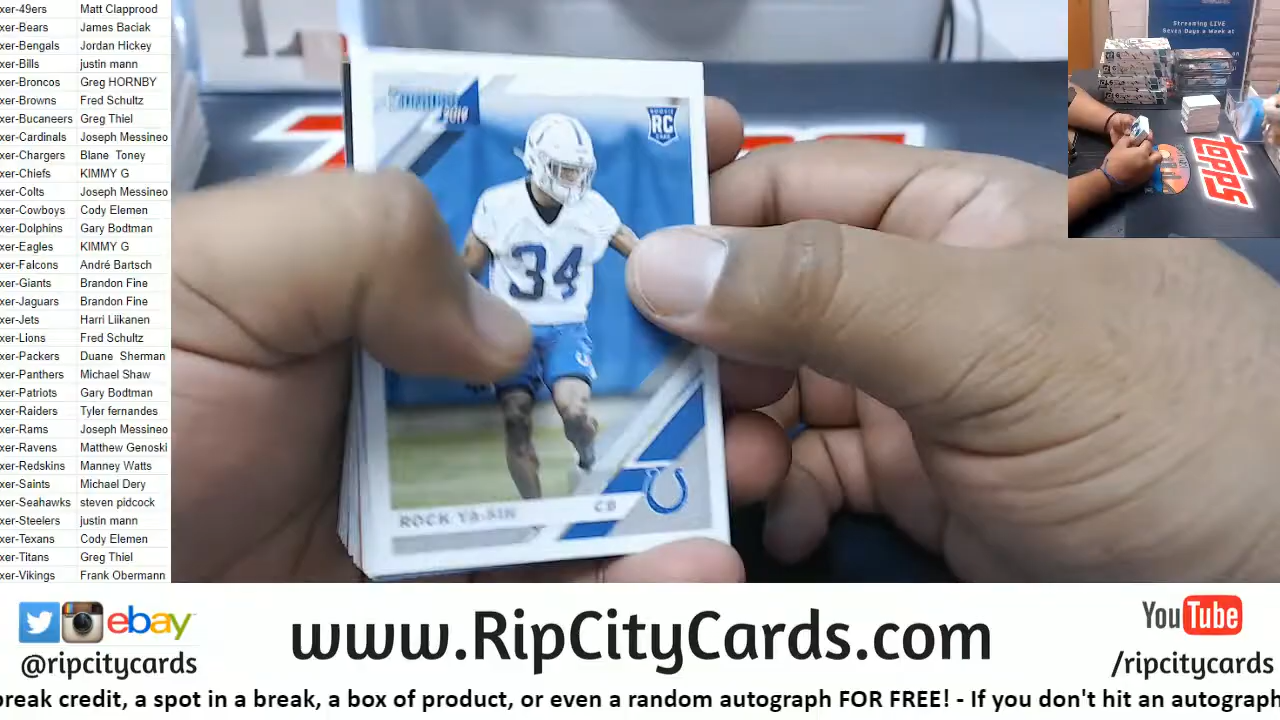 xer-49ers Matt Clapprood
xer-Bears James Baciak
xer-Bengals Jordan Hickey
xer-Bills justin mann
xer-Broncos Greg HORNBY
xer-Browns Fred Schultz
xer-Bucaneers Greg Thiel
xer-Cardinals Joseph Messineo
xer-Chargers Blane Toney
xer-Chiefs KIMMY G
xer-Colts Joseph Messineo
xer-Cowboys Cody Elemen
xer-Dolphins Gary Bodtman
xer-Eagles KIMMY G
xer-Falcons André Bartsch
xer-Giants Brandon Fine
xer-Jaguars Brandon Fine
xer-Jets Harri Liikanen
xer-Lions Fred Schultz
xer-Packers Duane Sherman
xer-Panthers Michael Shaw
xer-Patriots Gary Bodtman
xer-Raiders Tyler fernandes
xer-Rams Joseph Messineo
xer-Ravens Matthew Genoski
xer-Redskins Manney Watts
xer-Saints Michael Dery
xer-Seahawks steven pidcock
xer-Steelers justin mann
xer-Texans Cody Elemen
xer-Titans Greg Thiel
xer-Vikings Frank Obermann
2019
ROOKIE
RC
CARD
34
ROCK YA-SIN CB
Streaming LIVE
Seven Days a Week at
TOPPS
ebay
@ripcitycards
www.RipCityCards.com
YouTube
/ripcitycards
break credit, a spot in a break, a box of product, or even a random autograph FOR FREE! - If you don't hit an autograph